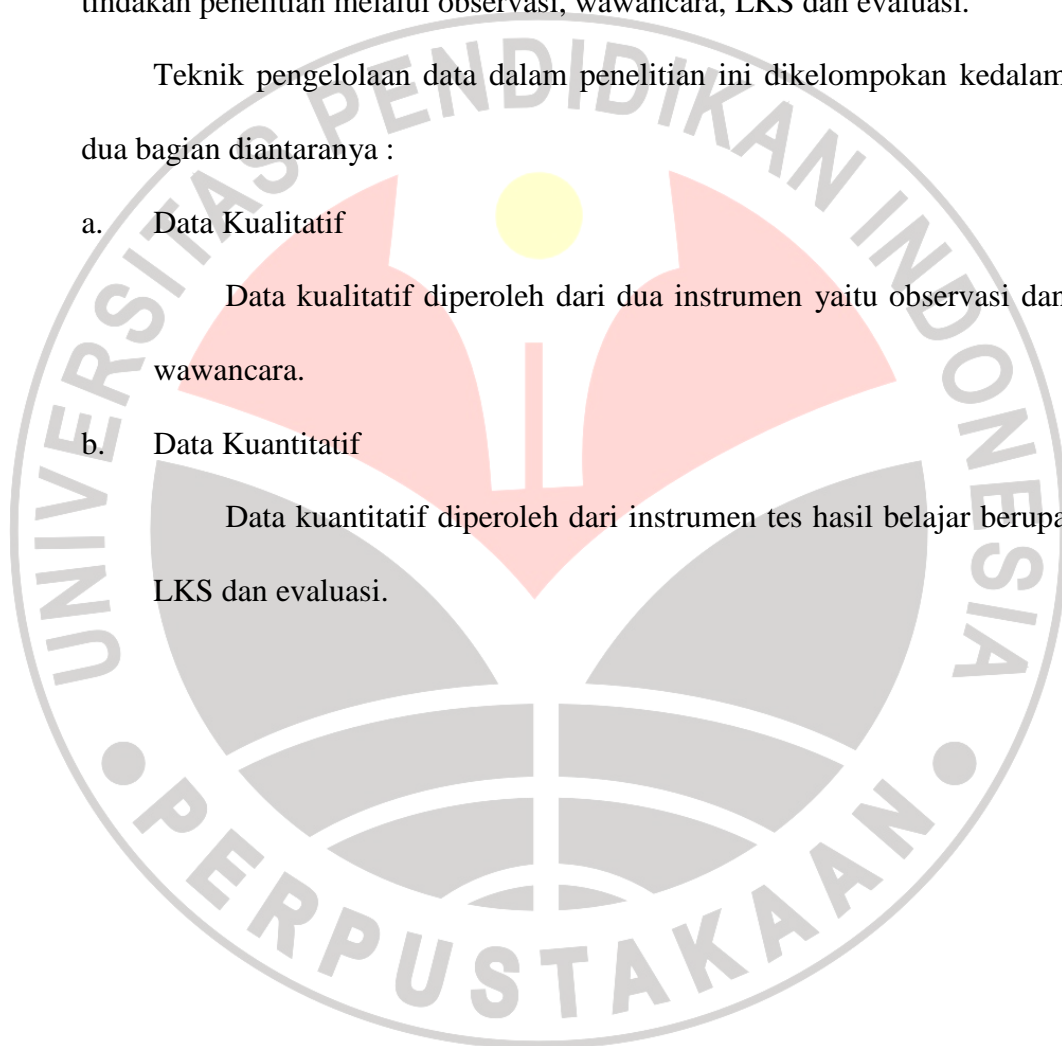 tindakan penelitian melalui observasi, wawancara, LKS dan evaluasi.
Teknik pengelolaan data dalam penelitian ini dikelompokan kedalam
dua bagian diantaranya :
a. Data Kualitatif
Data kualitatif diperoleh dari dua instrumen yaitu observasi dan
wawancara.
b. Data Kuantitatif
Data kuantitatif diperoleh dari instrumen tes hasil belajar berupa
LKS dan evaluasi.
UNIVERSITAS PENDIDIKAN INDONESIA
PERPUSTAKAAN